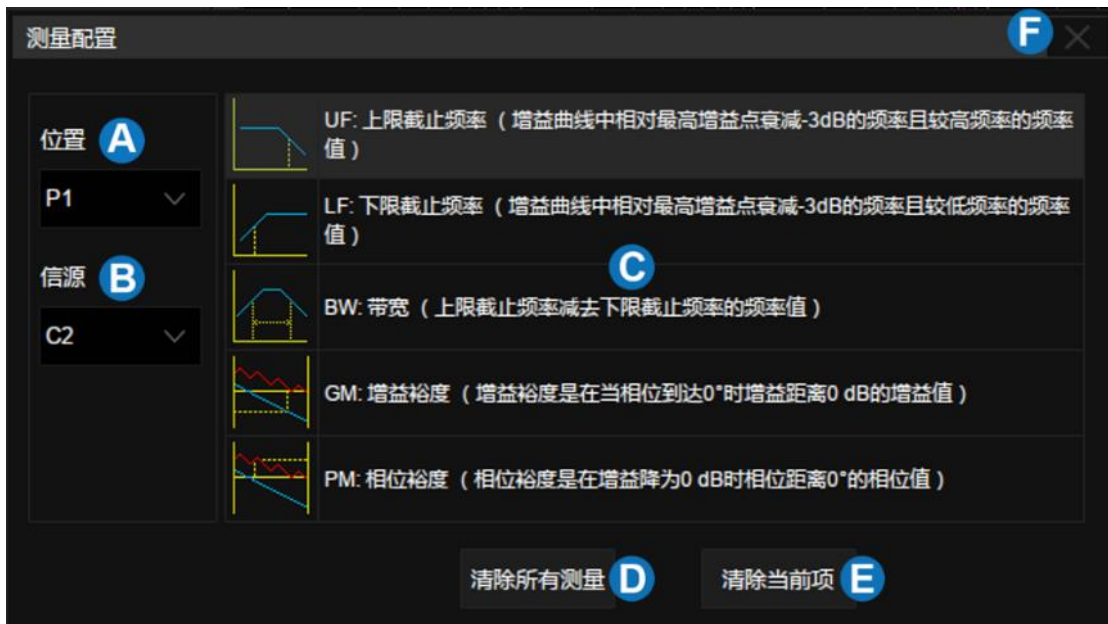 测量配置
F
位置 A
P1
信源 B
C2
UF: 上限截止频率（增益曲线中相对最高增益点衰减-3dB的频率且较高频率的频率
值）
LF: 下限截止频率（增益曲线中相对最高增益点衰减-3dB的频率且较低频率的频率
值）
C
BW: 带宽（上限截止频率减去下限截止频率的频率值）
GM: 增益裕度（增益裕度是在当相位到达0°时增益距离0 dB的增益值）
PM: 相位裕度（相位裕度是在增益降为0 dB时相位距离0°的相位值）
清除所有测量 D
清除当前项 E